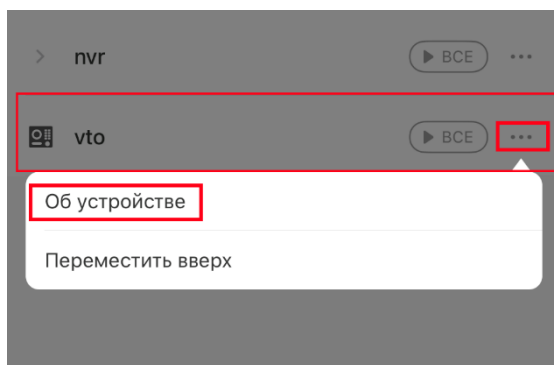 nvr ВСЕ ...
vto ВСЕ ...
Об устройстве
Переместить вверх